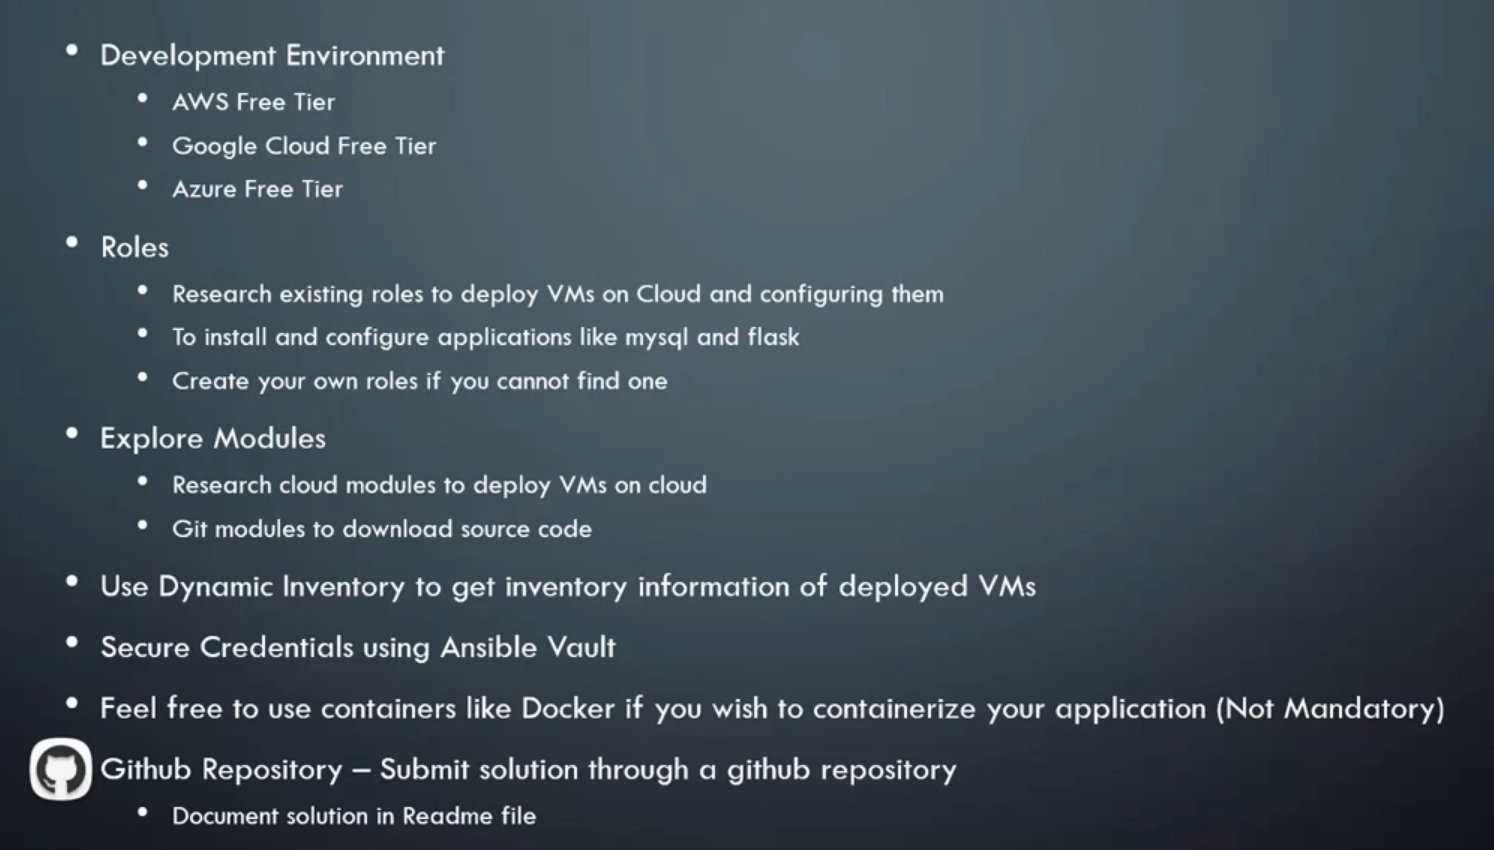 Development Environment
AWS Free Tier
Google Cloud Free Tier
Azure Free Tier
Roles
Research existing roles to deploy VMs on Cloud and configuring them
To install and configure applications like mysql and flask
Create your own roles if you cannot find one
Explore Modules
Research cloud modules to deploy VMs on cloud
Git modules to download source code
Use Dynamic Inventory to get inventory information of deployed VMs
Secure Credentials using Ansible Vault
Feel free to use containers like Docker if you wish to containerize your application (Not Mandatory)
Github Repository – Submit solution through a github repository
Document solution in Readme file